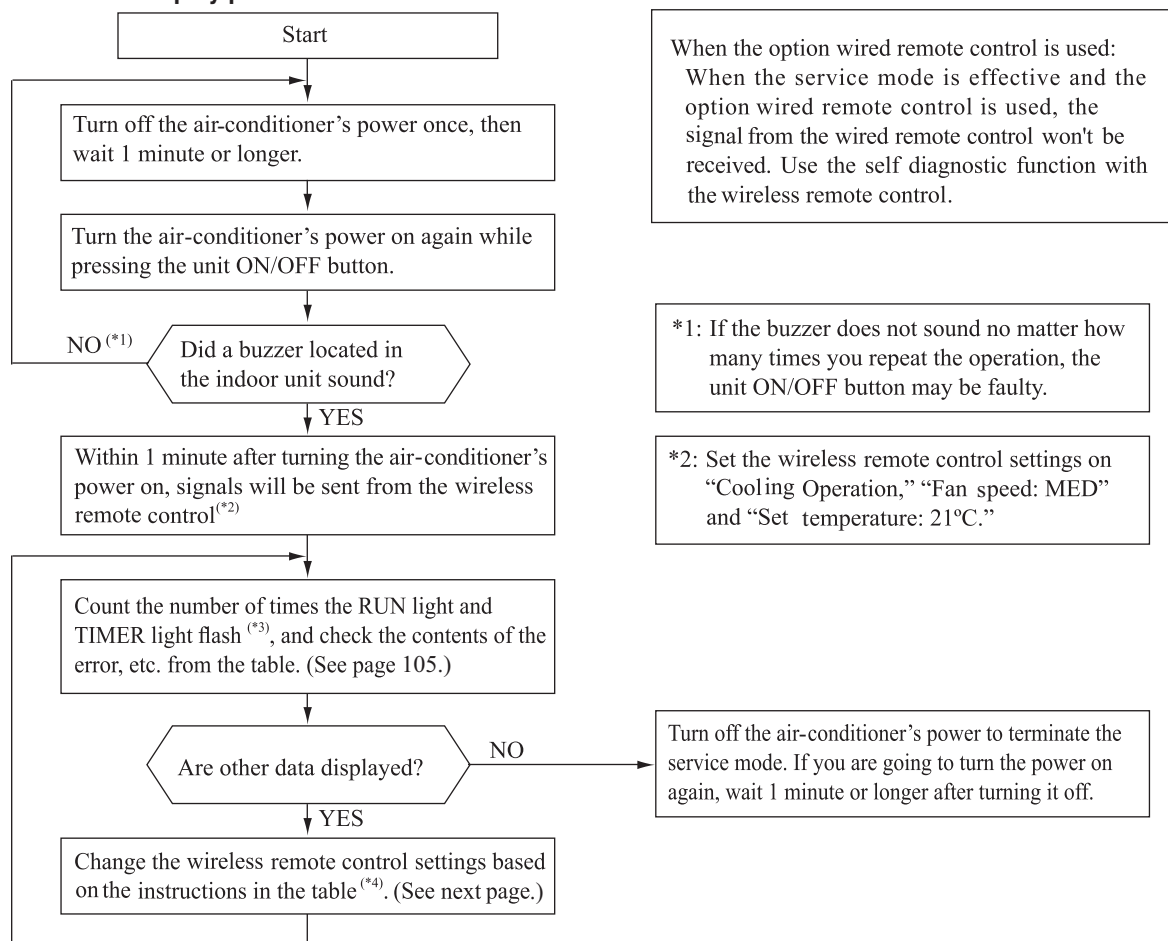 Start
Turn off the air-conditioner's power once, then
wait 1 minute or longer.
Turn the air-conditioner's power on again while
pressing the unit ON/OFF button.
NO (*1)
Did a buzzer located in
the indoor unit sound?
YES
Within 1 minute after turning the air-conditioner's
power on, signals will be sent from the wireless
remote control(*2)
Count the number of times the RUN light and
TIMER light flash (*3), and check the contents of the
error, etc. from the table. (See page 105.)
Are other data displayed?
NO
YES
Change the wireless remote control settings based
on the instructions in the table(*4). (See next page.)
When the option wired remote control is used:
When the service mode is effective and the
option wired remote control is used, the
signal from the wired remote control won't be
received. Use the self diagnostic function with
the wireless remote control.
*1: If the buzzer does not sound no matter how
many times you repeat the operation, the
unit ON/OFF button may be faulty.
*2: Set the wireless remote control settings on
“Cooling Operation,” “Fan speed: MED”
and “Set temperature: 21ºC.”
Turn off the air-conditioner's power to terminate the
service mode. If you are going to turn the power on
again, wait 1 minute or longer after turning it off.